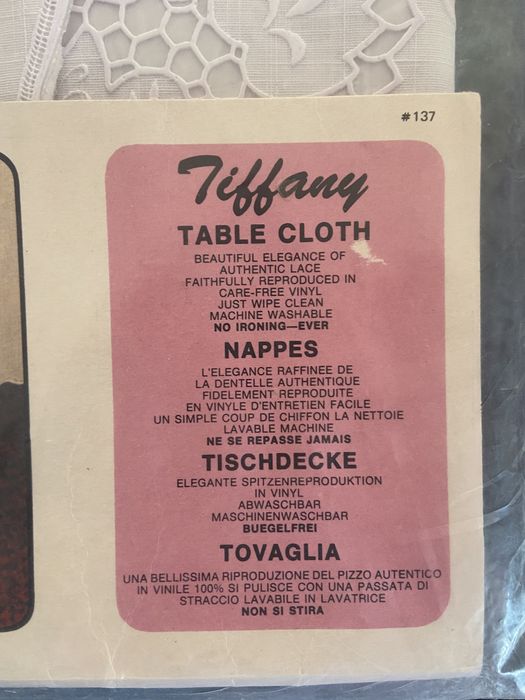 #137
Tiffany
TABLE CLOTH
BEAUTIFUL ELEGANCE OF
AUTHENTIC LACE
FAITHFULLY REPRODUCED IN
CARE-FREE VINYL
JUST WIPE CLEAN
MACHINE WASHABLE
NO IRONING—EVER
NAPPES
L'ELEGANCE RAFFINEE DE
LA DENTELLE AUTHENTIQUE
FIDELEMENT REPRODUITE
EN VINYLE D'ENTRETIEN FACILE
UN SIMPLE COUP DE CHIFFON LA NETTOIE
LAVABLE MACHINE
NE SE REPASSE JAMAIS
TISCHDECKE
ELEGANTE SPITZENREPRODUKTION
IN VINYL
ABWASCHBAR
MASCHINENWASCHBAR
BUEGELFREI
TOVAGLIA
UNA BELLISSIMA RIPRODUZIONE DEL PIZZO AUTENTICO
IN VINILE 100% SI PULISCE CON UNA PASSATA DI
STRACCIO LAVABILE IN LAVATRICE
NON SI STIRA